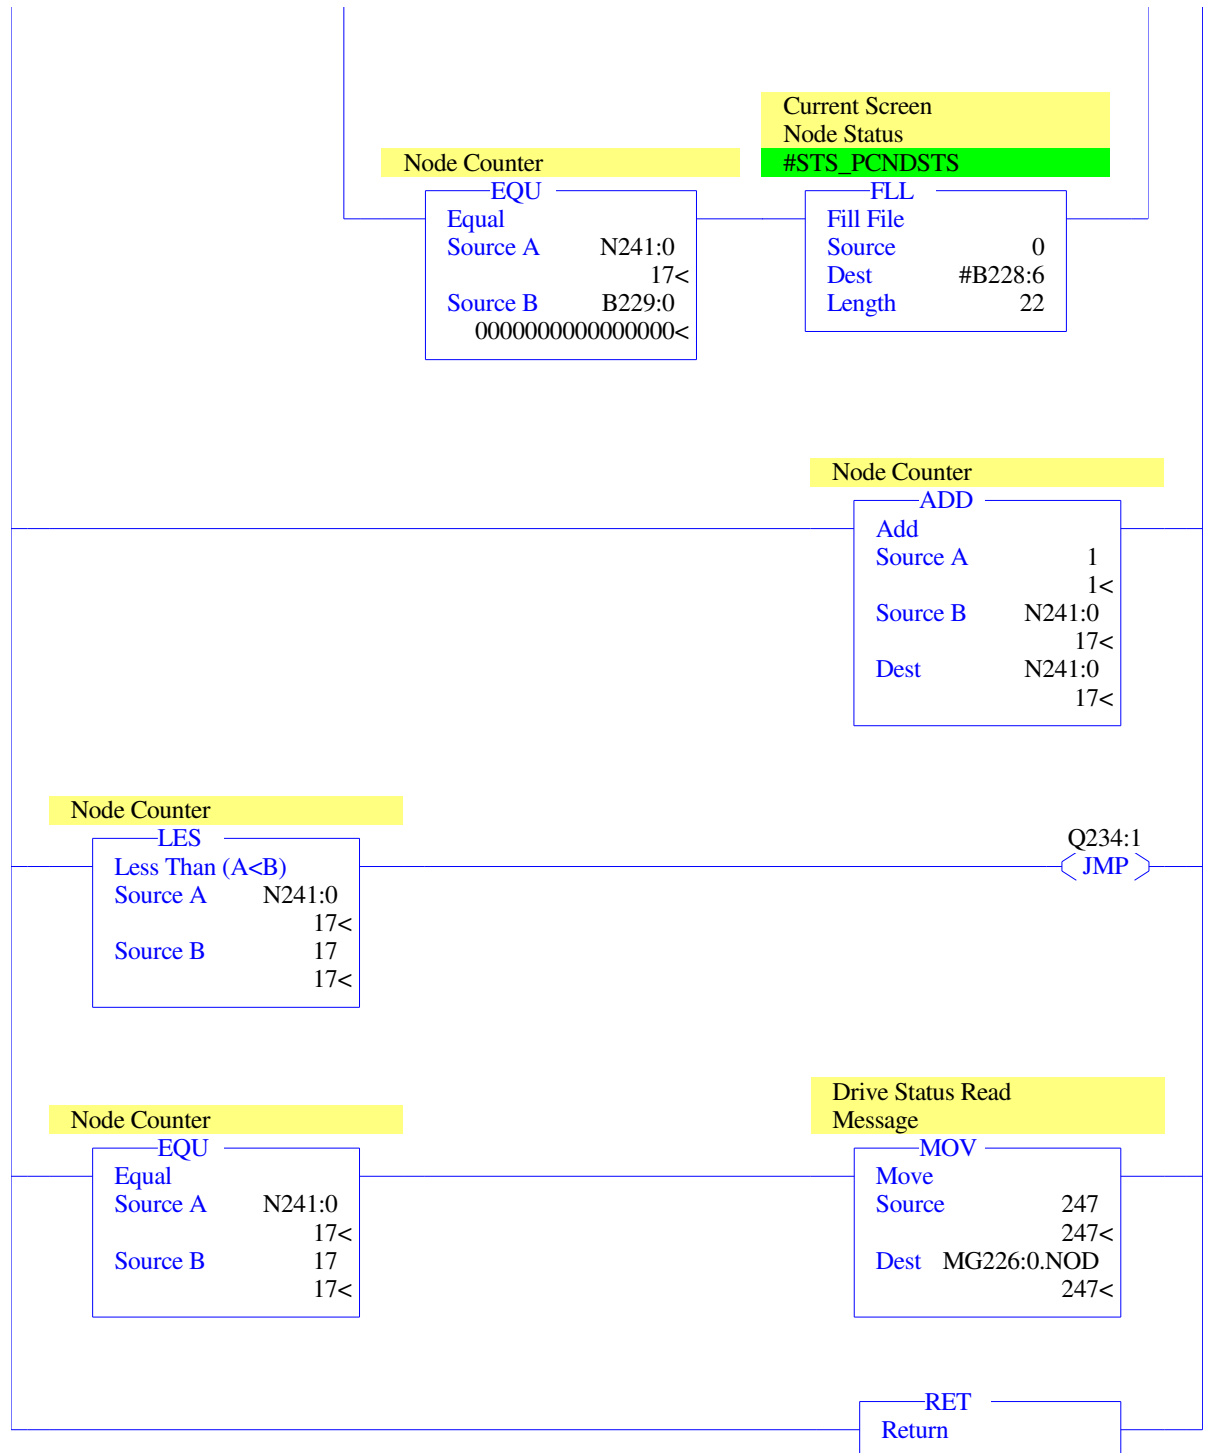 Current Screen
Node Status
#STS_PCNDSTS
Node Counter
EQU
Equal
Source A N241:0
17<
Source B B229:0
0000000000000000<
FLL
Fill File
Source 0
Dest #B228:6
Length 22
Node Counter
ADD
Add
Source A 1
1<
Source B N241:0
17<
Dest N241:0
17<
Node Counter
LES
Less Than (A<B)
Source A N241:0
17<
Source B 17
17<
Q234:1
JMP
Node Counter
EQU
Equal
Source A N241:0
17<
Source B 17
17<
Drive Status Read
Message
MOV
Move
Source 247
247<
Dest MG226:0.NOD
247<
RET
Return